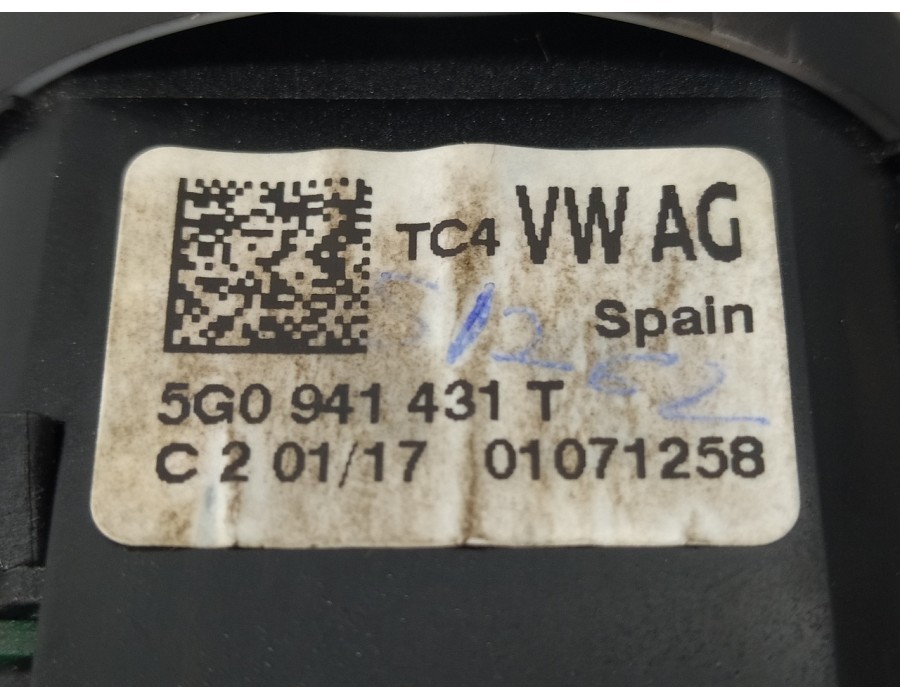 TC4 VW AG
Spain
5G0 941 431 T
C 2 01/17 01071258